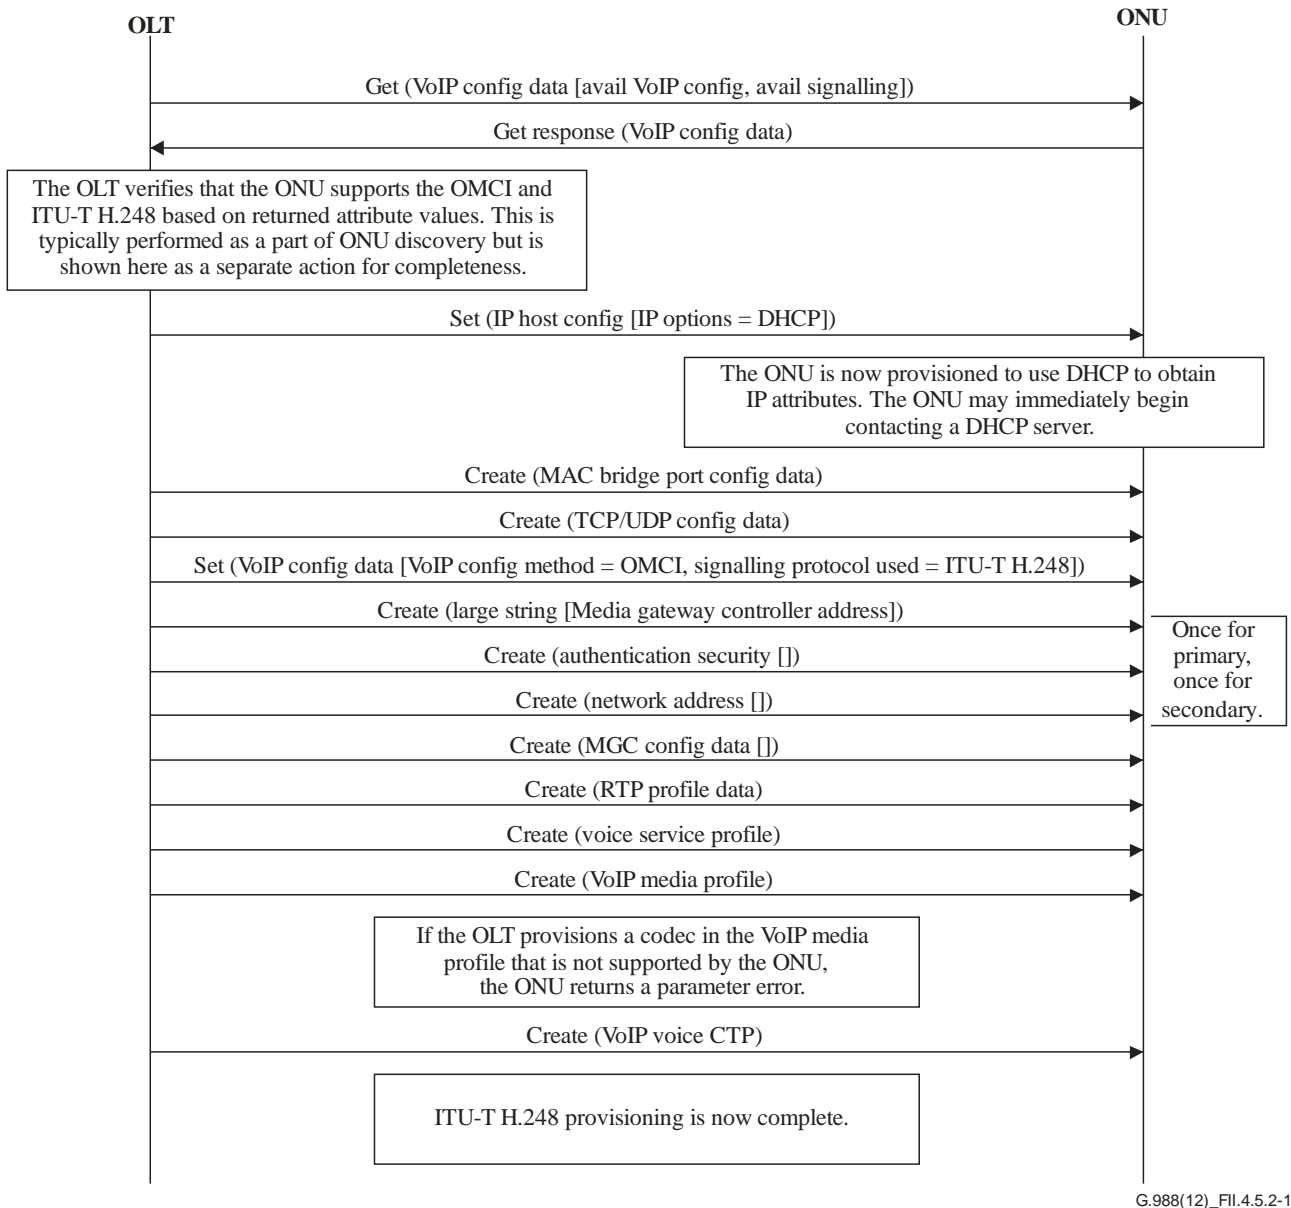 OLT
ONU
Get (VoIP config data [avail VoIP config, avail signalling])
Get response (VoIP config data)
The OLT verifies that the ONU supports the OMCI and
ITU-T H.248 based on returned attribute values. This is
typically performed as a part of ONU discovery but is
shown here as a separate action for completeness.
Set (IP host config [IP options = DHCP])
The ONU is now provisioned to use DHCP to obtain
IP attributes. The ONU may immediately begin
contacting a DHCP server.
Create (MAC bridge port config data)
Create (TCP/UDP config data)
Set (VoIP config data [VoIP config method = OMCI, signalling protocol used = ITU-T H.248])
Create (large string [Media gateway controller address])
Create (authentication security [])
Create (network address [])
Once for
primary,
once for
secondary.
Create (MGC config data [])
Create (RTP profile data)
Create (voice service profile)
Create (VoIP media profile)
If the OLT provisions a codec in the VoIP media
profile that is not supported by the ONU,
the ONU returns a parameter error.
Create (VoIP voice CTP)
ITU-T H.248 provisioning is now complete.
G.988(12)_FII.4.5.2-1